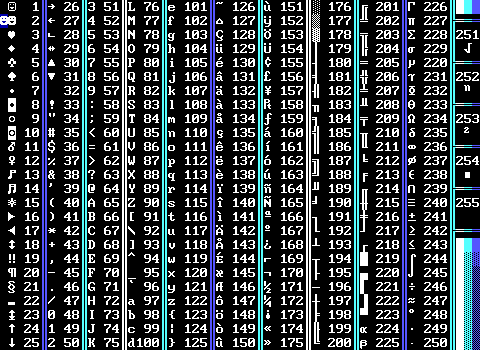 ☺ 1 → 26 3 51 L 76 e 101 ~ 126 ù 151 ░ 176 ╔ 201 Γ 226
☻ 2 ← 27 4 52 M 77 f 102 ⌂ 127 ÿ 152 ▒ 177 ╩ 202 π 227
♥ 3 ∟ 28 5 53 N 78 g 103 Ç 128 Ö 153 ▓ 178 ╦ 203 Σ 228 251
♦ 4 ↔ 29 6 54 O 79 h 104 ü 129 Ü 154 │ 179 ╠ 204 σ 229 √
♣ 5 ▲ 30 7 55 P 80 i 105 é 130 ¢ 155 ┤ 180 ═ 205 µ 230
♠ 6 ▼ 31 8 56 Q 81 j 106 â 131 £ 156 ╡ 181 ╬ 206 τ 231 252
• 7 32 9 57 R 82 k 107 ä 132 ¥ 157 ╢ 182 ╧ 207 Φ 232 ⁿ
◘ 8 ! 33 : 58 S 83 l 108 à 133 ₧ 158 ╖ 183 ╨ 208 Θ 233
○ 9 " 34 ; 59 T 84 m 109 å 134 ƒ 159 ╕ 184 ╤ 209 Ω 234 253
◙ 10 # 35 < 60 U 85 n 110 ç 135 á 160 ╣ 185 ╥ 210 δ 235 ²
♂ 11 $ 36 = 61 V 86 o 111 ê 136 í 161 ║ 186 ╙ 211 ∞ 236
♀ 12 % 37 > 62 W 87 p 112 ë 137 ó 162 ╗ 187 ╘ 212 φ 237 254
♪ 13 & 38 ? 63 X 88 q 113 è 138 ú 163 ╝ 188 ╒ 213 ε 238 ■
♫ 14 ' 39 @ 64 Y 89 r 114 ï 139 ñ 164 ╜ 189 ╓ 214 ∩ 239
☼ 15 ( 40 A 65 Z 90 s 115 î 140 Ñ 165 ╛ 190 ╫ 215 ≡ 240 255
► 16 ) 41 B 66 [ 91 t 116 ì 141 ª 166 ┐ 191 ╪ 216 ± 241
◄ 17 * 42 C 67 \ 92 u 117 Ä 142 º 167 └ 192 ┘ 217 ≥ 242
↕ 18 + 43 D 68 ] 93 v 118 Å 143 ¿ 168 ┴ 193 ┌ 218 ≤ 243
‼ 19 , 44 E 69 ^ 94 w 119 É 144 ⌐ 169 ┬ 194 █ 219 ⌠ 244
¶ 20 - 45 F 70 _ 95 x 120 æ 145 ¬ 170 ├ 195 ▄ 220 ⌡ 245
§ 21 . 46 G 71 ` 96 y 121 Æ 146 ½ 171 ─ 196 ▌ 221 ÷ 246
▬ 22 / 47 H 72 a 97 z 122 ô 147 ¼ 172 ┼ 197 ▐ 222 ≈ 247
↨ 23 0 48 I 73 b 98 { 123 ö 148 ¡ 173 ╞ 198 ▀ 223 ° 248
↑ 24 1 49 J 74 c 99 | 124 ò 149 « 174 ╟ 199 α 224 ∙ 249
↓ 25 2 50 K 75 d 100 } 125 û 150 » 175 ╚ 200 ß 225 · 250